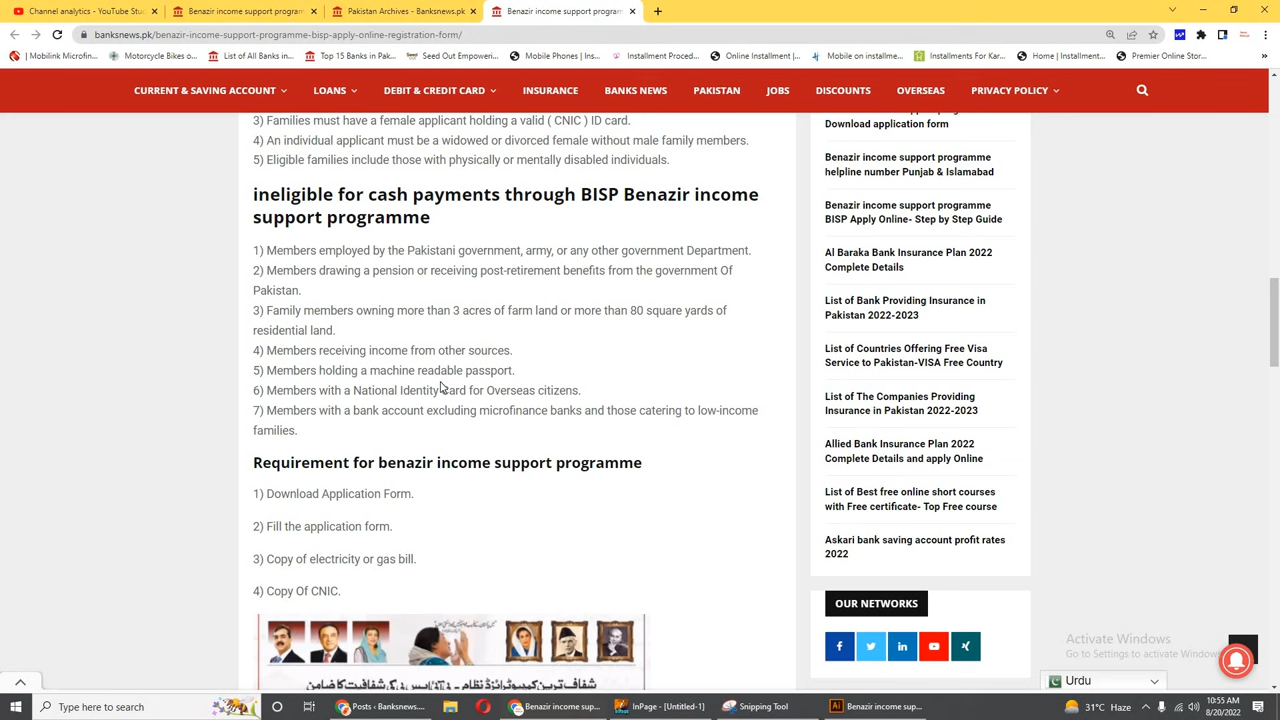 Channel analytics - YouTube Stu
Benazir income support program
Pakistan Archives - Banksnews.pk
Benazir income support program
banksnews.pk/benazir-income-support-programme-bisp-apply-online-registration-form/
| Mobilink Microfin...
Motorcycle Bikes o...
List of All Banks in...
Top 15 Banks in Pak...
Seed Out Empoweri...
Mobile Phones | Ins...
Installment Proced...
Online Installment |...
Mobile on installme...
Installments For Kar...
Home | Installment...
Premier Online Stor...
CURRENT & SAVING ACCOUNT
LOANS
DEBIT & CREDIT CARD
INSURANCE
BANKS NEWS
PAKISTAN
JOBS
DISCOUNTS
OVERSEAS
PRIVACY POLICY
3) Families must have a female applicant holding a valid ( CNIC ) ID card.
4) An individual applicant must be a widowed or divorced female without male family members.
5) Eligible families include those with physically or mentally disabled individuals.
ineligible for cash payments through BISP Benazir income
support programme
1) Members employed by the Pakistani government, army, or any other government Department.
2) Members drawing a pension or receiving post-retirement benefits from the government Of
Pakistan.
3) Family members owning more than 3 acres of farm land or more than 80 square yards of
residential land.
4) Members receiving income from other sources.
5) Members holding a machine readable passport.
6) Members with a National Identity Card for Overseas citizens.
7) Members with a bank account excluding microfinance banks and those catering to low-income
families.
Requirement for benazir income support programme
1) Download Application Form.
2) Fill the application form.
3) Copy of electricity or gas bill.
4) Copy Of CNIC.
Download application form
Benazir income support programme
helpline number Punjab & Islamabad
Benazir income support programme
BISP Apply Online- Step by Step Guide
Al Baraka Bank Insurance Plan 2022
Complete Details
List of Bank Providing Insurance in
Pakistan 2022-2023
List of Countries Offering Free Visa
Service to Pakistan-VISA Free Country
List of The Companies Providing
Insurance in Pakistan 2022-2023
Allied Bank Insurance Plan 2022
Complete Details and apply Online
List of Best free online short courses
with Free certificate- Top Free course
Askari bank saving account profit rates
2022
OUR NETWORKS
Activate Windows
Go to Settings to activate Windows
Urdu
Type here to search
Posts ‹ Banksnews....
Benazir income sup...
InPage - [Untitled-1]
Snipping Tool
Benazir income sup...
31°C Haze
10:55 AM
8/20/2022